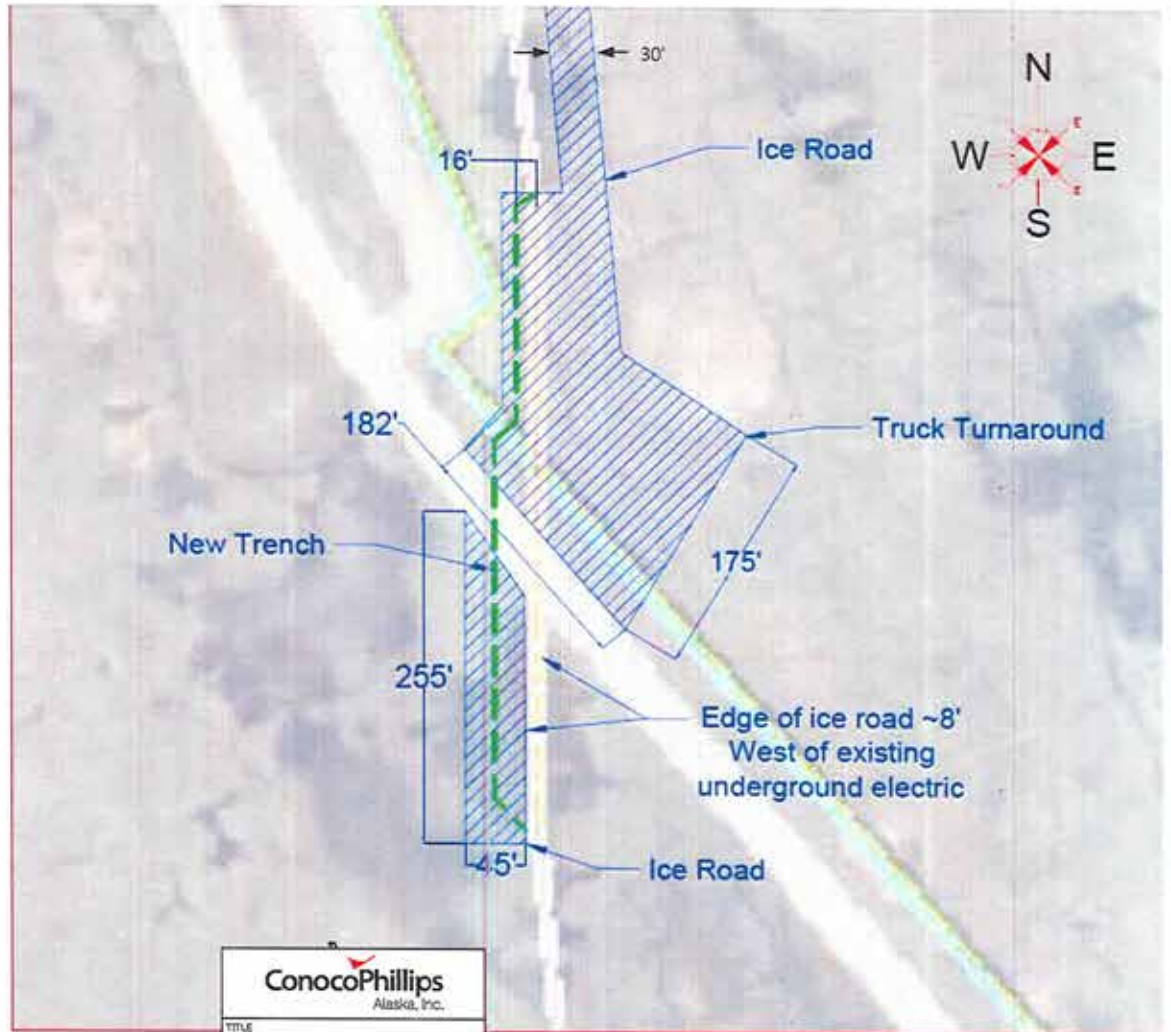 30'
N
W E
S
16'
Ice Road
182'
Truck Turnaround
New Trench
175'
255'
Edge of ice road ~8'
West of existing
underground electric
45'
Ice Road
ConocoPhillips
Alaska, Inc.
TITLE